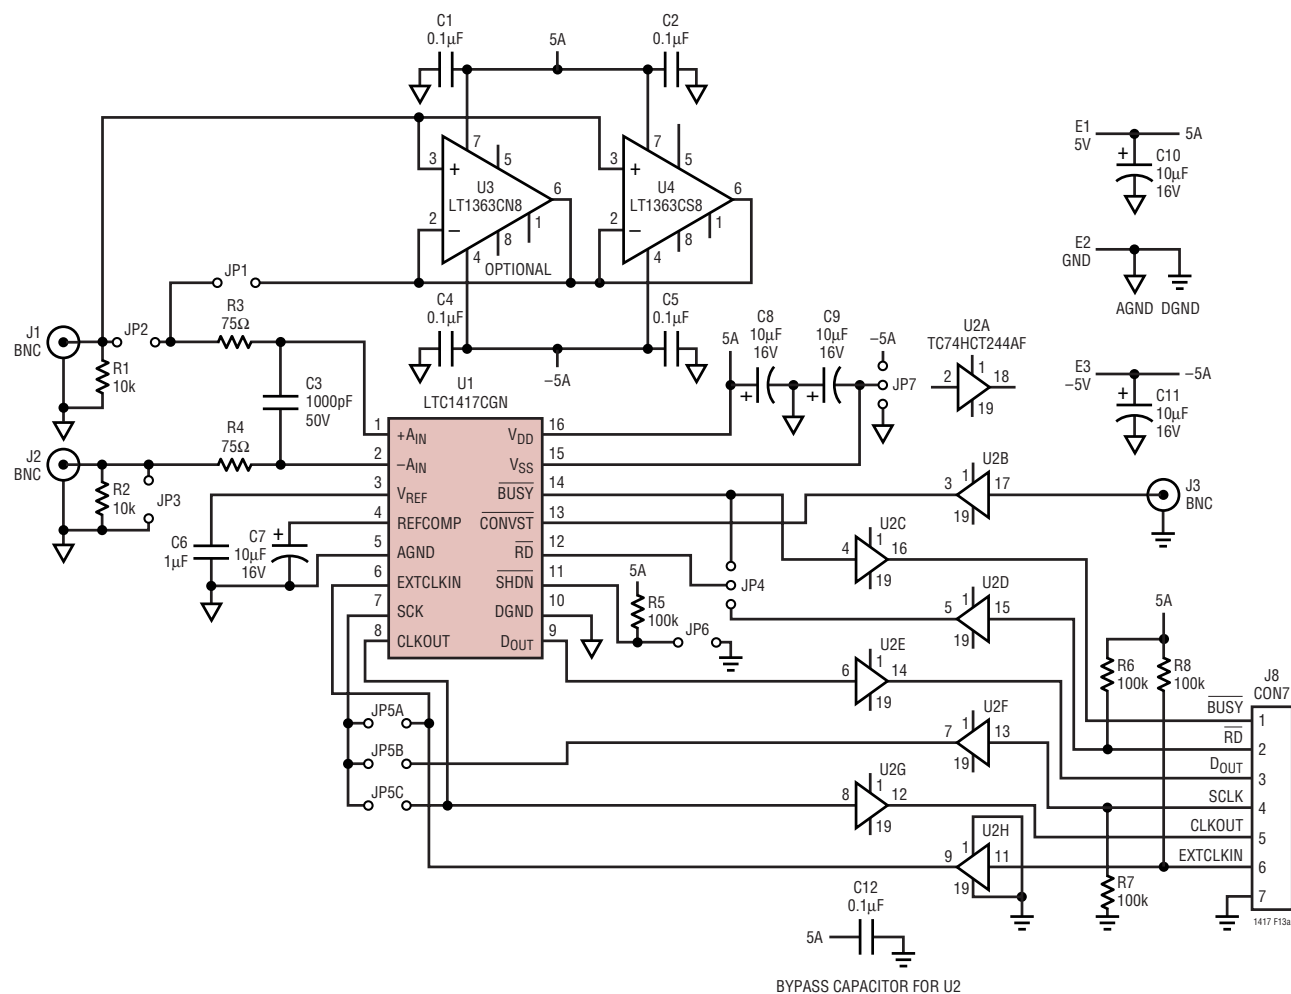 C1
0.1µF
5A
C2
0.1µF
7
3
+
5
U3
LT1363CN8
6
2
–
1
8
4
OPTIONAL
7
3
+
5
U4
LT1363CS8
6
2
–
1
8
4
E1
5V
5A
+
C10
10µF
16V
E2
GND
AGND
DGND
E3
–5V
–5A
+
C11
10µF
16V
JP1
J1
BNC
JP2
R3
75Ω
R1
10k
C3
1000pF
50V
C4
0.1µF
C5
0.1µF
–5A
5A
C8
10µF
16V
+
C9
10µF
16V
+
–5A
JP7
U2A
TC74HCT244AF
2
1
18
19
J2
BNC
R4
75Ω
R2
10k
JP3
C6
1µF
C7
10µF
16V
+
U1
LTC1417CGN
1
+AIN
VDD
16
2
–AIN
VSS
15
3
VREF
BUSY
14
4
REFCOMP
CONVST
13
5
AGND
RD
12
6
EXTCLKIN
SHDN
11
7
SCK
DGND
10
8
CLKOUT
DOUT
9
5A
R5
100k
JP6
JP4
U2B
3
1
17
19
J3
BNC
U2C
4
1
16
19
U2D
5
1
15
19
U2E
6
1
14
19
U2F
7
1
13
19
U2G
8
1
12
19
U2H
9
1
11
19
JP5A
JP5B
JP5C
5A
R6
100k
R8
100k
R7
100k
J8
CON7
BUSY
1
RD
2
DOUT
3
SCLK
4
CLKOUT
5
EXTCLKIN
6
7
1417 F13a
C12
0.1µF
5A
BYPASS CAPACITOR FOR U2